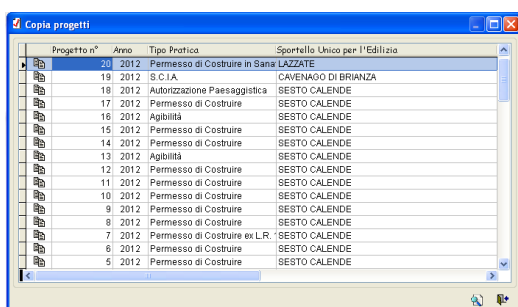 Copia progetti
Progetto n° Anno Tipo Pratica Sportello Unico per l'Edilizia
20 2012 Permesso di Costruire in Sana LAZZATE
19 2012 S.C.I.A. CAVENAGO DI BRIANZA
18 2012 Autorizzazione Paesaggistica SESTO CALENDE
17 2012 Permesso di Costruire SESTO CALENDE
16 2012 Agibilità SESTO CALENDE
15 2012 Permesso di Costruire SESTO CALENDE
14 2012 Permesso di Costruire SESTO CALENDE
13 2012 Agibilità SESTO CALENDE
12 2012 Permesso di Costruire SESTO CALENDE
11 2012 Permesso di Costruire SESTO CALENDE
10 2012 Permesso di Costruire SESTO CALENDE
9 2012 Permesso di Costruire SESTO CALENDE
8 2012 Permesso di Costruire SESTO CALENDE
7 2012 Permesso di Costruire ex L.R. SESTO CALENDE
6 2012 Permesso di Costruire SESTO CALENDE
5 2012 Permesso di Costruire SESTO CALENDE